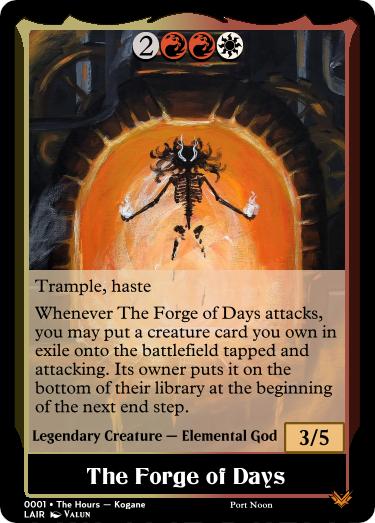 2
Trample, haste
Whenever The Forge of Days attacks,
you may put a creature card you own in
exile onto the battlefield tapped and
attacking. Its owner puts it on the
bottom of their library at the beginning
of the next end step.
Legendary Creature — Elemental God 3/5
The Forge of Days
0001 • The Hours — Kogane Port Noon
LAIR Valun